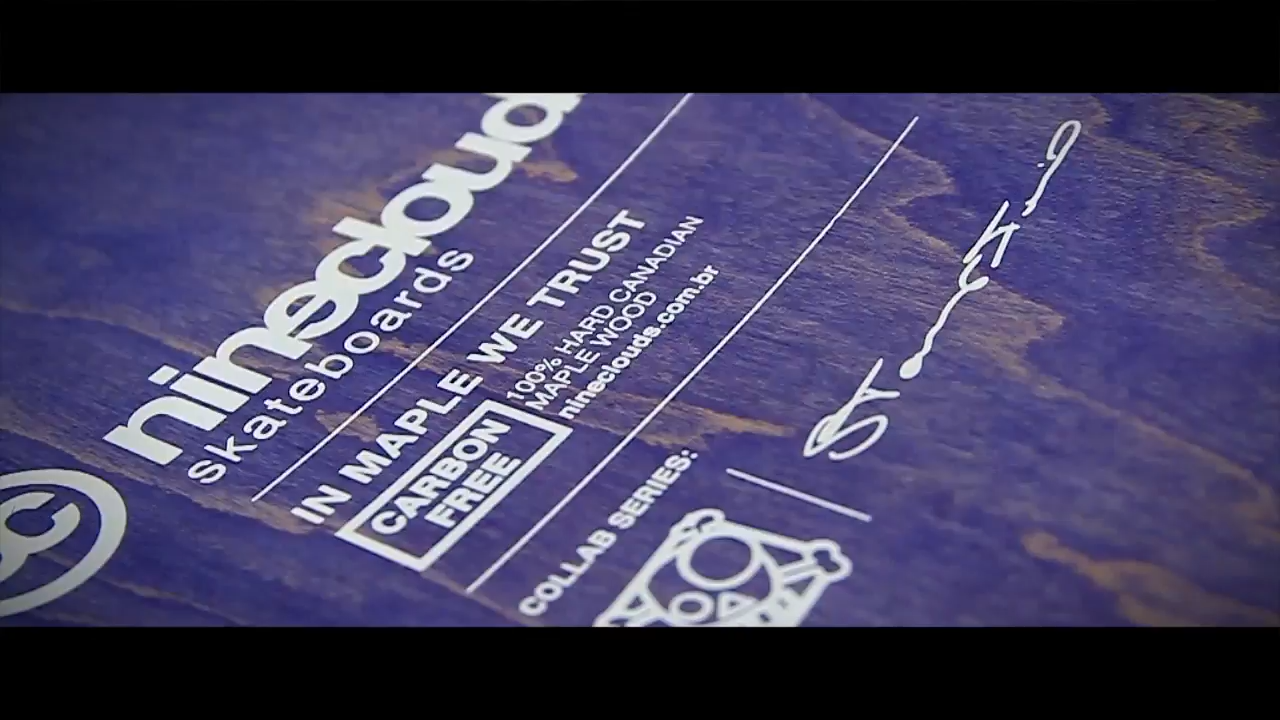 nineclouds
skateboards
IN MAPLE WE TRUST
CARBON
FREE
100% HARD CANADIAN
MAPLE WOOD
nineclouds.com.br
COLLAB SERIES: